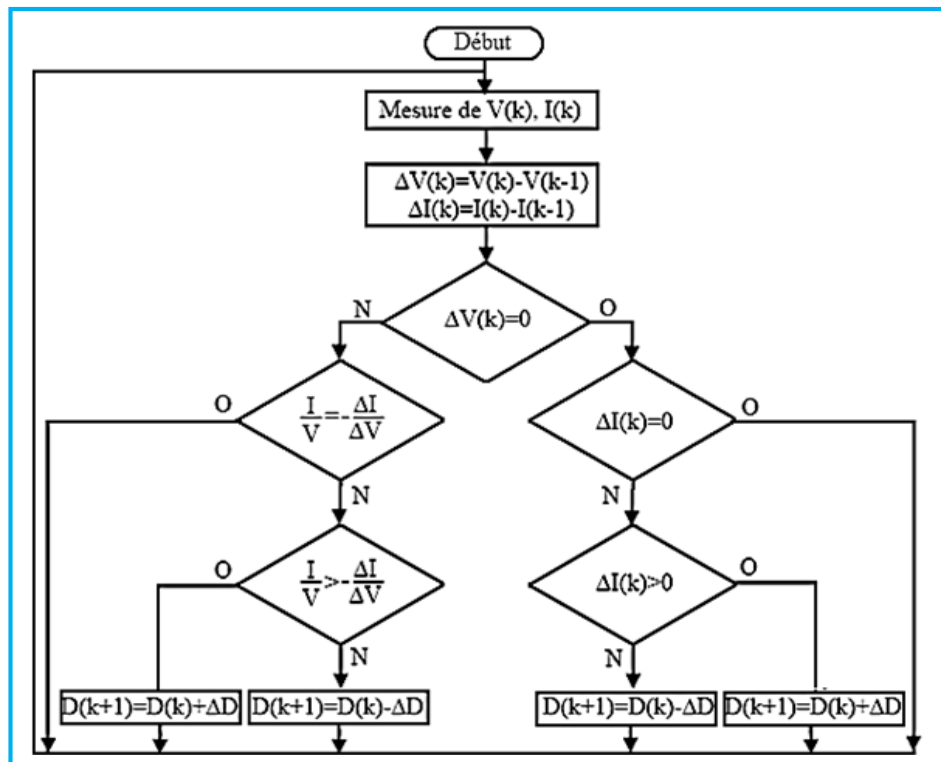 Début
Mesure de V(k), I(k)
ΔV(k)=V(k)-V(k-1)
ΔI(k)=I(k)-I(k-1)
N
ΔV(k)=0
O
O
I/V=-ΔI/ΔV
ΔI(k)=0
O
N
N
O
I/V>-ΔI/ΔV
ΔI(k)>0
O
N
N
D(k+1)=D(k)+ΔD
D(k+1)=D(k)-ΔD
D(k+1)=D(k)-ΔD
D(k+1)=D(k)+ΔD